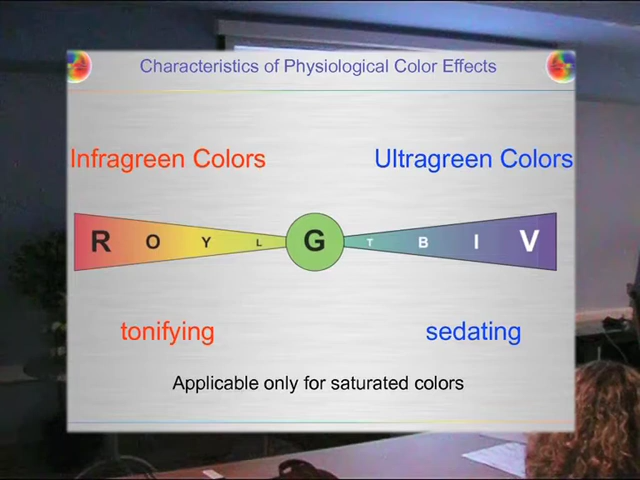 Characteristics of Physiological Color Effects
Infragreen Colors
Ultragreen Colors
R O Y L G T B I V
tonifying
sedating
Applicable only for saturated colors